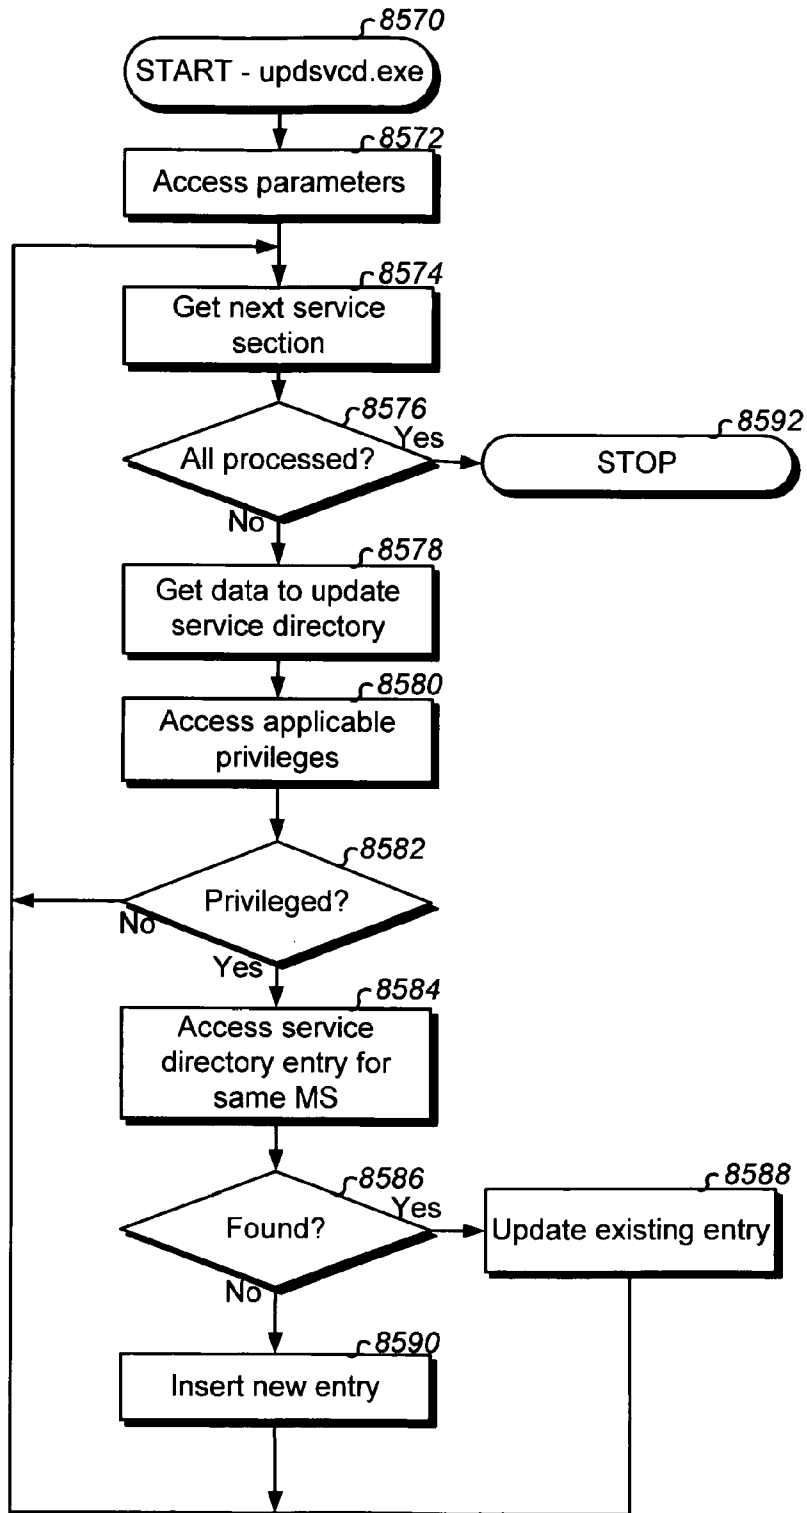 8570
START - updsvcd.exe
8572
Access parameters
8574
Get next service
section
8576
Yes
All processed?
No
8592
STOP
8578
Get data to update
service directory
8580
Access applicable
privileges
8582
Privileged?
No
Yes
8584
Access service
directory entry for
same MS
8586
Yes
Found?
No
8588
Update existing entry
8590
Insert new entry